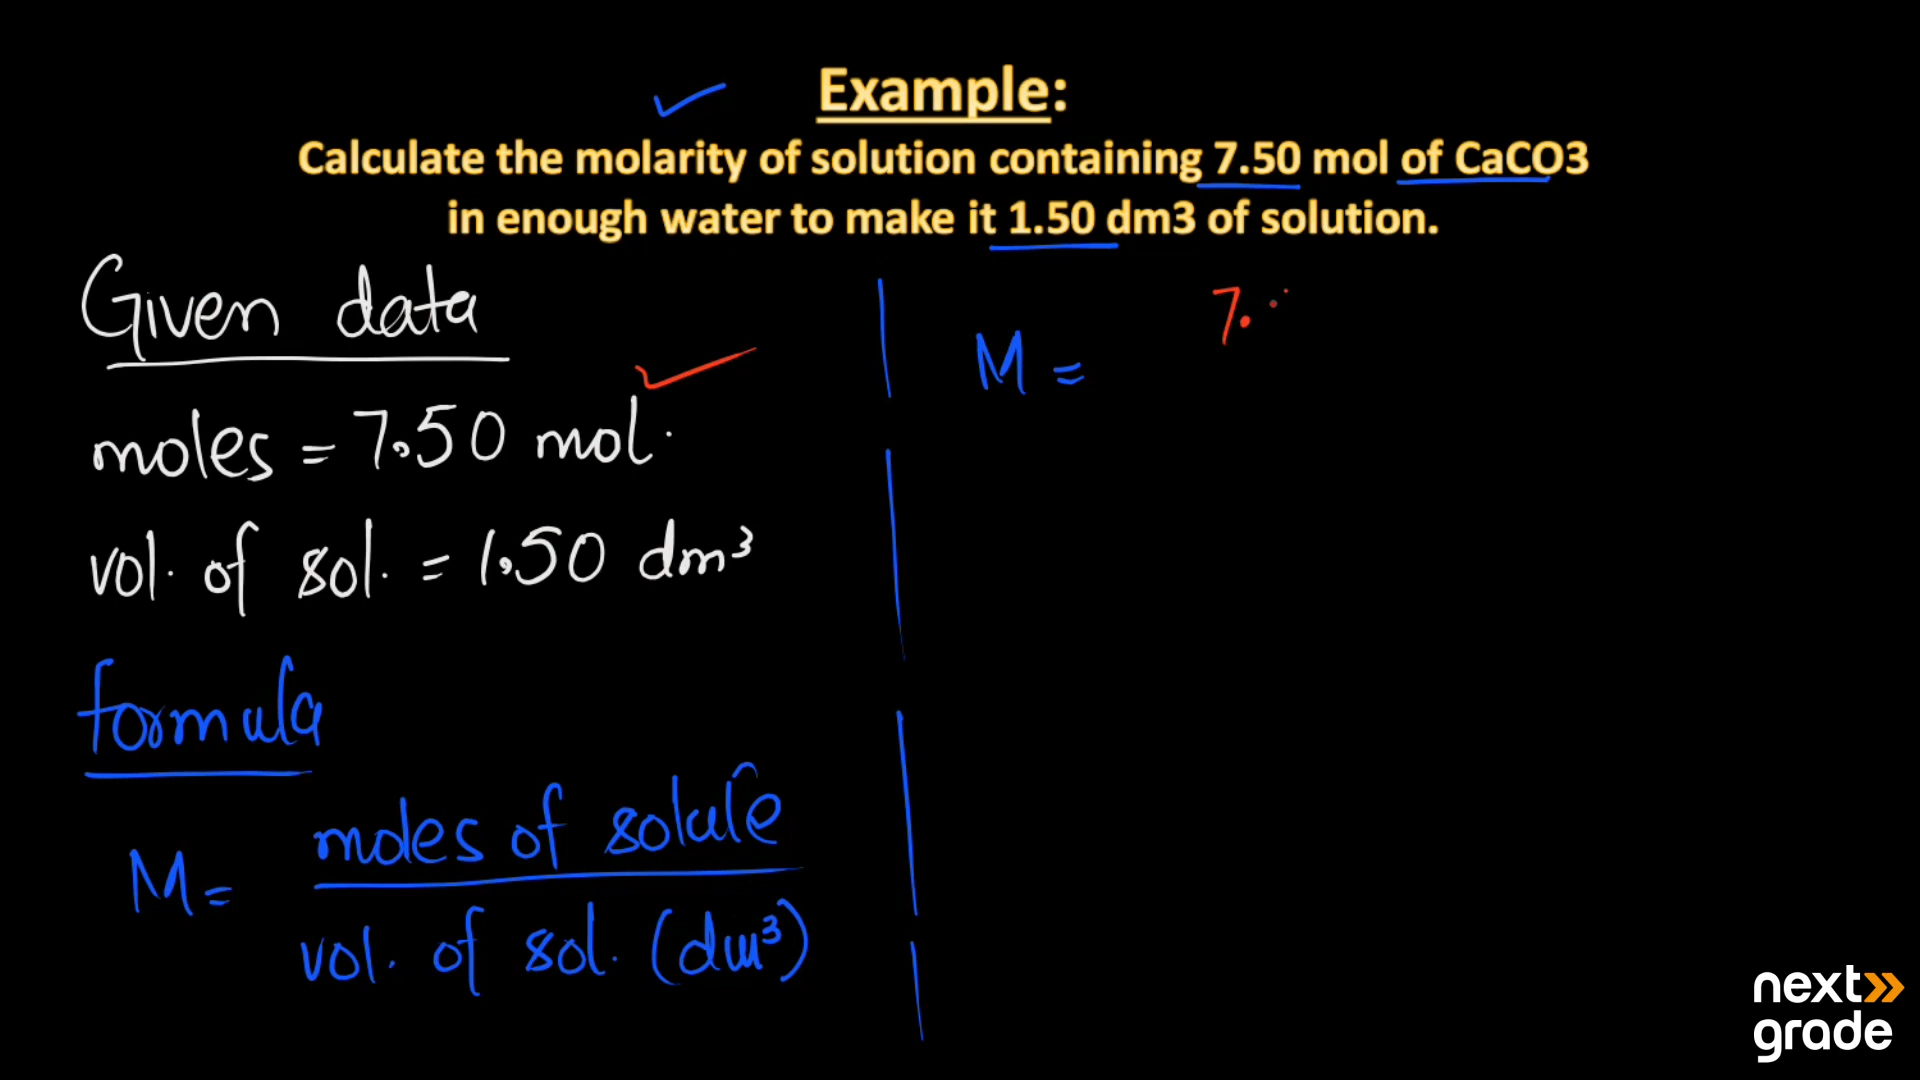 Example:
Calculate the molarity of solution containing 7.50 mol of CaCO3
in enough water to make it 1.50 dm3 of solution.
Given data
moles = 7.50 mol.
vol. of sol. = 1.50 dm³
formula
M = moles of solute
vol. of sol. (dm³)
M = 7.
next
grade